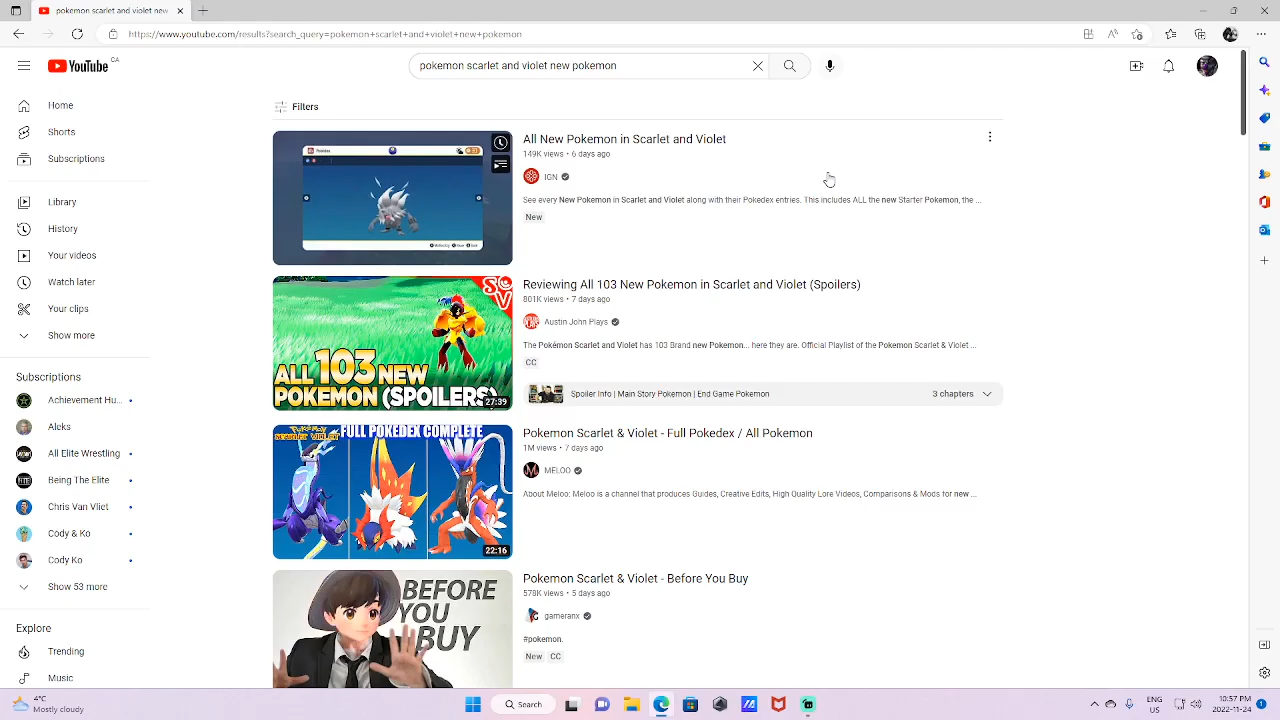 pokemon scarlet and violet new
https://www.youtube.com/results?search_query=pokemon+scarlet+and+violet+new+pokemon
YouTube CA
pokemon scarlet and violet new pokemon
Home
Shorts
Subscriptions
Library
History
Your videos
Watch later
Your clips
Show more
Subscriptions
Achievement Hu...
Aleks
All Elite Wrestling
Being The Elite
Chris Van Vliet
Cody & Ko
Cody Ko
Show 53 more
Explore
Trending
Music
Filters
Pokédex
All New Pokemon in Scarlet and Violet
149K views • 6 days ago
IGN
See every New Pokemon in Scarlet and Violet along with their Pokedex entries. This includes ALL the new Starter Pokemon, the ...
New
S V
ALL 103 NEW
POKEMON (SPOILERS)
27:39
Reviewing All 103 New Pokemon in Scarlet and Violet (Spoilers)
801K views • 7 days ago
Austin John Plays
The Pokémon Scarlet and Violet has 103 Brand new Pokemon... here they are. Official Playlist of the Pokemon Scarlet & Violet ...
CC
Spoiler Info | Main Story Pokemon | End Game Pokemon
3 chapters
POKÉMON
SCARLET VIOLET
FULL POKEDEX COMPLETE
22:16
Pokemon Scarlet & Violet - Full Pokedex / All Pokemon
1M views • 7 days ago
MELOO
About Meloo: Meloo is a channel that produces Guides, Creative Edits, High Quality Lore Videos, Comparisons & Mods for new ...
BEFORE
YOU
BUY
Pokemon Scarlet & Violet - Before You Buy
578K views • 5 days ago
gameranx
#pokemon.
New CC
4°C
Mostly cloudy
Search
ENG
US
10:57 PM
2022-11-24